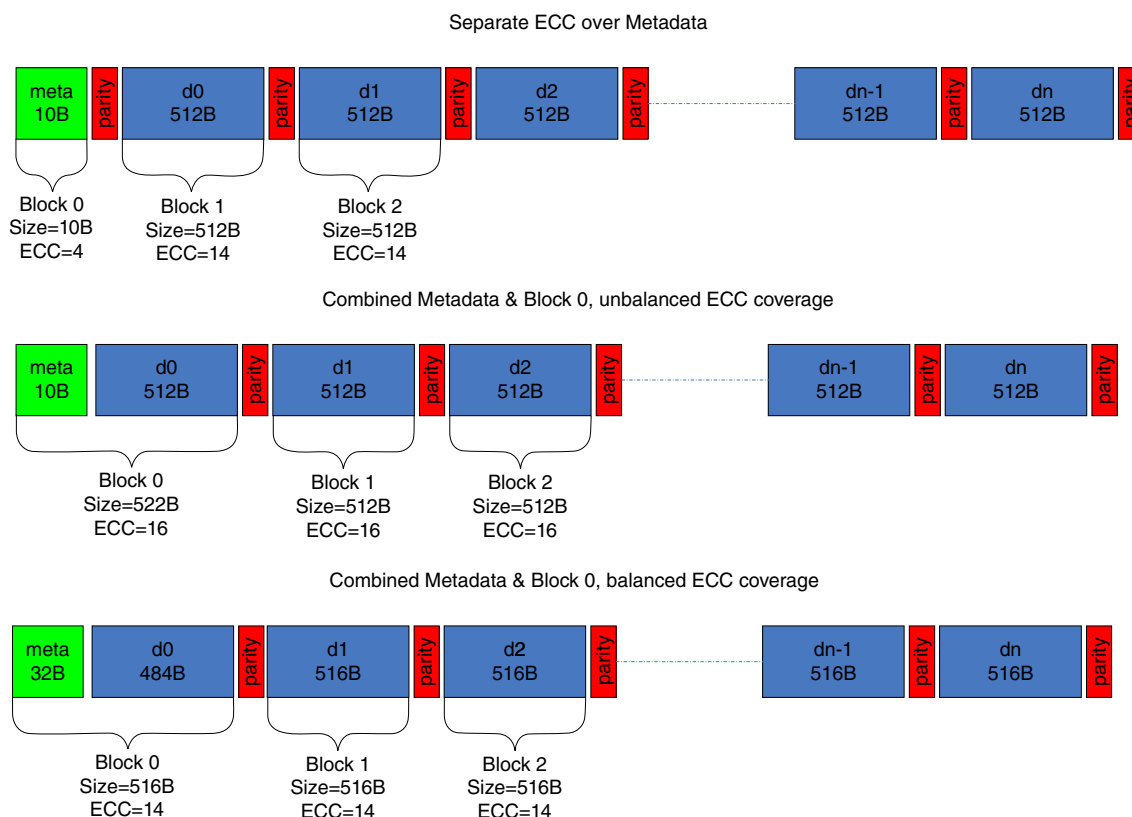 Separate ECC over Metadata
meta
10B
parity
d0
512B
parity
d1
512B
parity
d2
512B
parity
dn-1
512B
parity
dn
512B
parity
Block 0
Size=10B
ECC=4
Block 1
Size=512B
ECC=14
Block 2
Size=512B
ECC=14
Combined Metadata & Block 0, unbalanced ECC coverage
meta
10B
d0
512B
parity
d1
512B
parity
d2
512B
parity
dn-1
512B
parity
dn
512B
parity
Block 0
Size=522B
ECC=16
Block 1
Size=512B
ECC=16
Block 2
Size=512B
ECC=16
Combined Metadata & Block 0, balanced ECC coverage
meta
32B
d0
484B
parity
d1
516B
parity
d2
516B
parity
dn-1
516B
parity
dn
516B
parity
Block 0
Size=516B
ECC=14
Block 1
Size=516B
ECC=14
Block 2
Size=516B
ECC=14